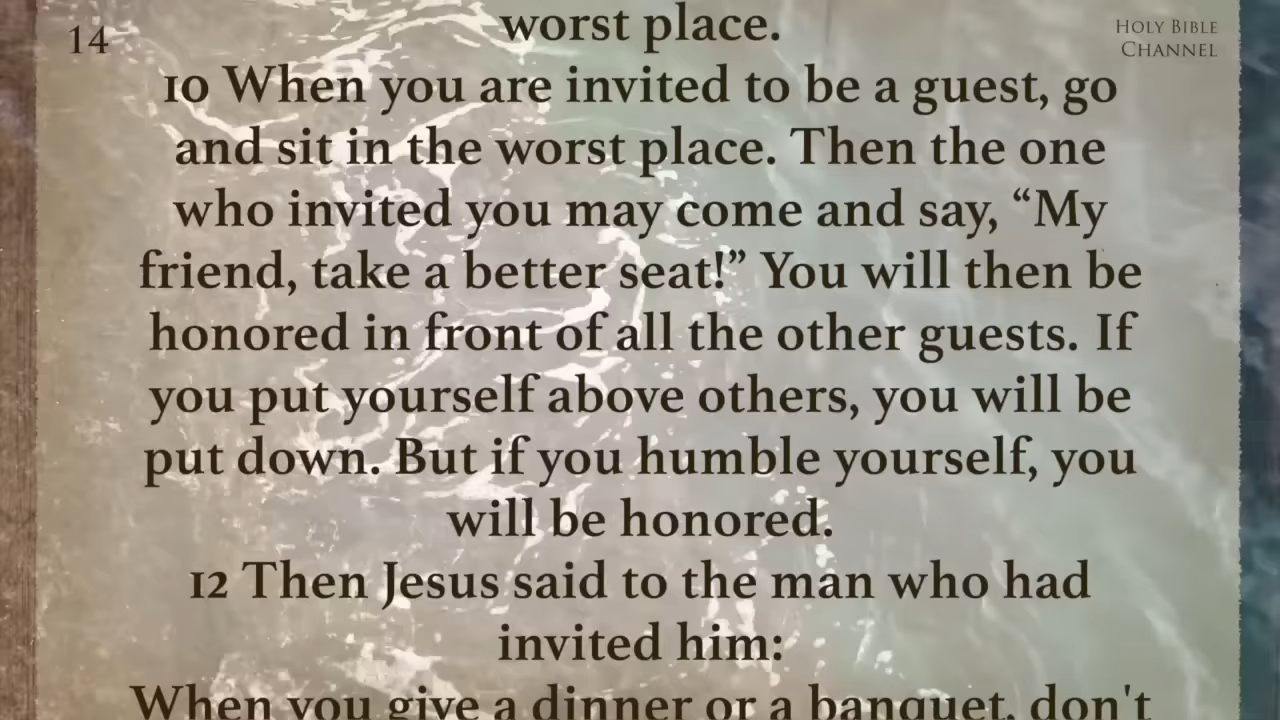 worst place.
14
HOLY BIBLE
CHANNEL
10 When you are invited to be a guest, go
and sit in the worst place. Then the one
who invited you may come and say, “My
friend, take a better seat!” You will then be
honored in front of all the other guests. If
you put yourself above others, you will be
put down. But if you humble yourself, you
will be honored.
12 Then Jesus said to the man who had
invited him:
When you give a dinner or a banquet, don't